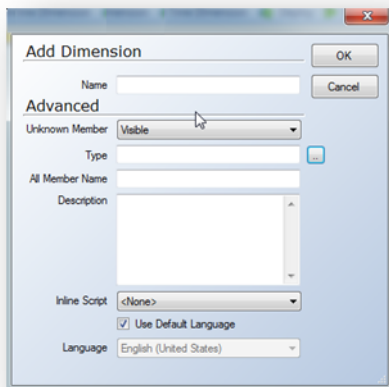 Add Dimension
OK
Name
Cancel
Advanced
Unknown Member Visible
Type ..
All Member Name
Description
Inline Script <None>
Use Default Language
Language English (United States)